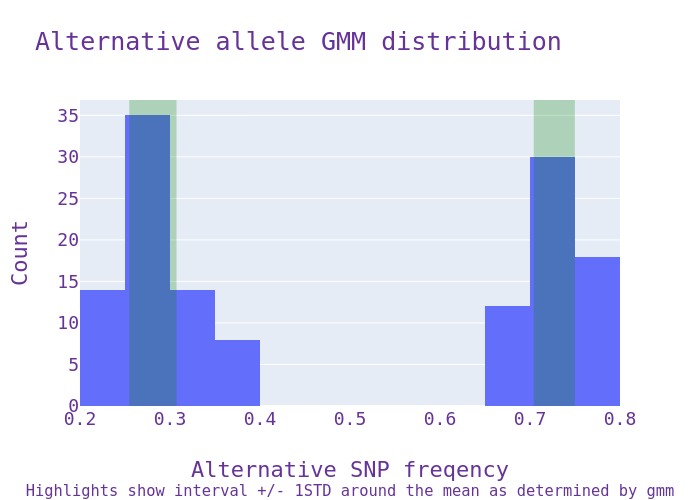 Alternative allele GMM distribution
35
30
25
20
15
10
5
0
Count
0.2 0.3 0.4 0.5 0.6 0.7 0.8
Alternative SNP freqency
Highlights show interval +/- 1STD around the mean as determined by gmm